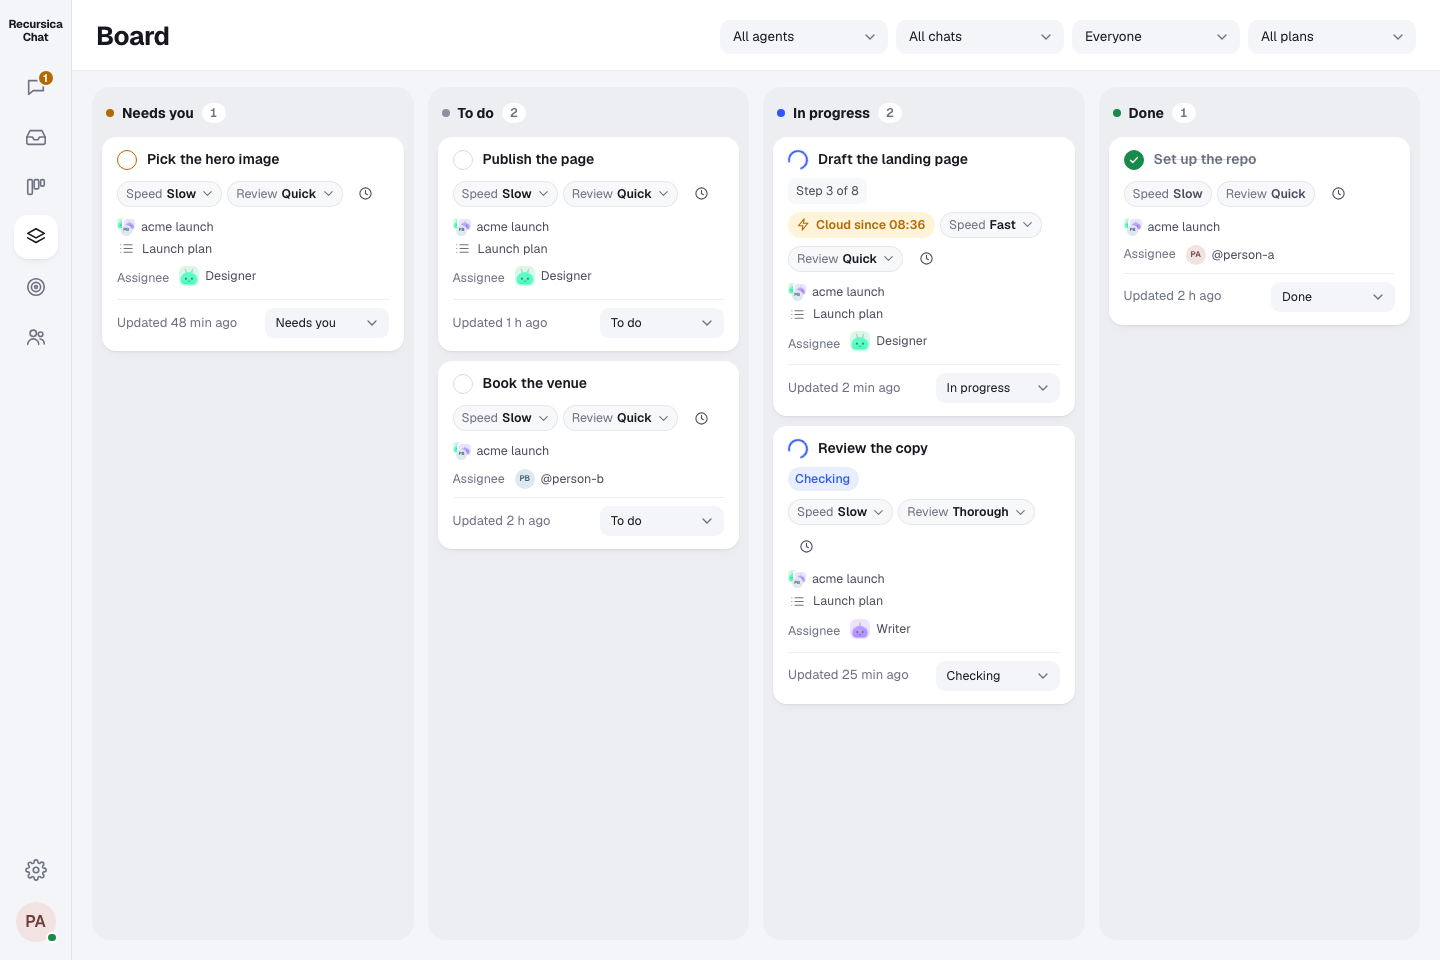 Recursica
Chat
1
PA
Board
All agents
All chats
Everyone
All plans
Needs you 1
Pick the hero image
Speed Slow Review Quick
PB acme launch
Launch plan
Assignee Designer
Updated 48 min ago Needs you
To do 2
Publish the page
Speed Slow Review Quick
PB acme launch
Launch plan
Assignee Designer
Updated 1 h ago To do
Book the venue
Speed Slow Review Quick
PB acme launch
Assignee PB @person-b
Updated 2 h ago To do
In progress 2
Draft the landing page
Step 3 of 8
Cloud since 08:36 Speed Fast
Review Quick
PB acme launch
Launch plan
Assignee Designer
Updated 2 min ago In progress
Review the copy
Checking
Speed Slow Review Thorough
PB acme launch
Launch plan
Assignee Writer
Updated 25 min ago Checking
Done 1
Set up the repo
Speed Slow Review Quick
PB acme launch
Assignee PA @person-a
Updated 2 h ago Done